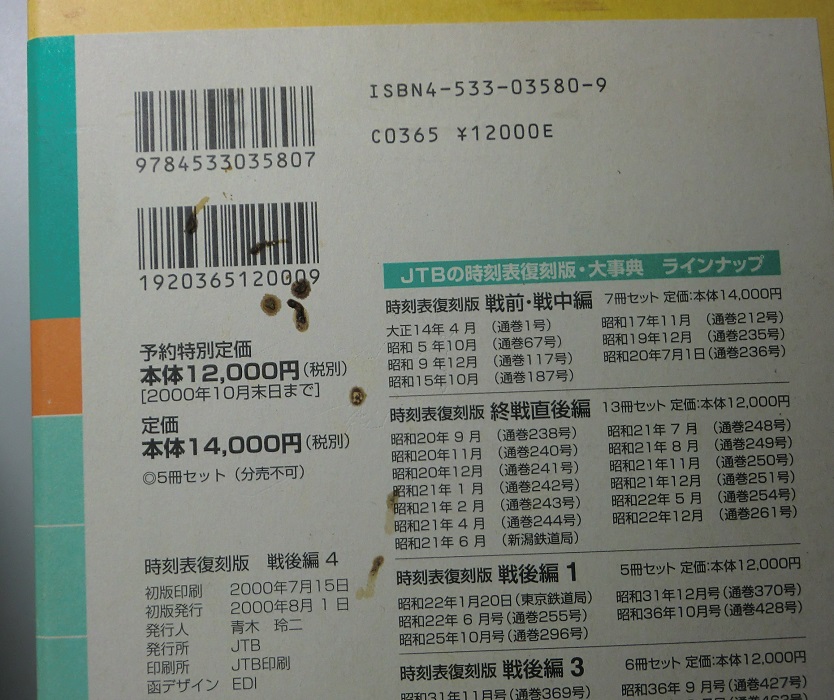 ISBN4-533-03580-9
C0365 ¥12000E
9784533035807
1920365120009
予約特別定価
本体12,000円(税別)
[2000年10月末日まで]
定価
本体14,000円(税別)
◎5冊セット(分売不可)
時刻表復刻版 戦後編 4
初版印刷 2000年7月15日
初版発行 2000年8月1日
発行人 青木 玲二
発行所 JTB
印刷所 JTB印刷
函デザイン EDI
JTBの時刻表復刻版・大事典 ラインナップ
時刻表復刻版 戦前・戦中編 7冊セット 定価:本体14,000円
大正14年4月 (通巻1号)
昭和5年10月 (通巻67号)
昭和9年12月 (通巻117号)
昭和15年10月 (通巻187号)
昭和17年11月 (通巻212号)
昭和19年12月 (通巻235号)
昭和20年7月1日(通巻236号)
時刻表復刻版 終戦直後編 13冊セット 定価:本体12,000円
昭和20年9月 (通巻238号)
昭和20年11月 (通巻240号)
昭和20年12月 (通巻241号)
昭和21年1月 (通巻242号)
昭和21年2月 (通巻243号)
昭和21年4月 (通巻244号)
昭和21年6月 (新潟鉄道局)
昭和21年7月 (通巻248号)
昭和21年8月 (通巻249号)
昭和21年11月 (通巻250号)
昭和21年12月 (通巻251号)
昭和22年5月 (通巻254号)
昭和22年12月 (通巻261号)
時刻表復刻版 戦後編 1 5冊セット 定価:本体12,000円
昭和22年1月20日(東京鉄道局)
昭和22年6月号(通巻255号)
昭和25年10月号(通巻296号)
昭和31年12月号(通巻370号)
昭和36年10月号(通巻428号)
時刻表復刻版 戦後編 3 6冊セット 定価:本体12,000円
昭和31年11月号(通巻369号)
昭和36年9月号(通巻427号)